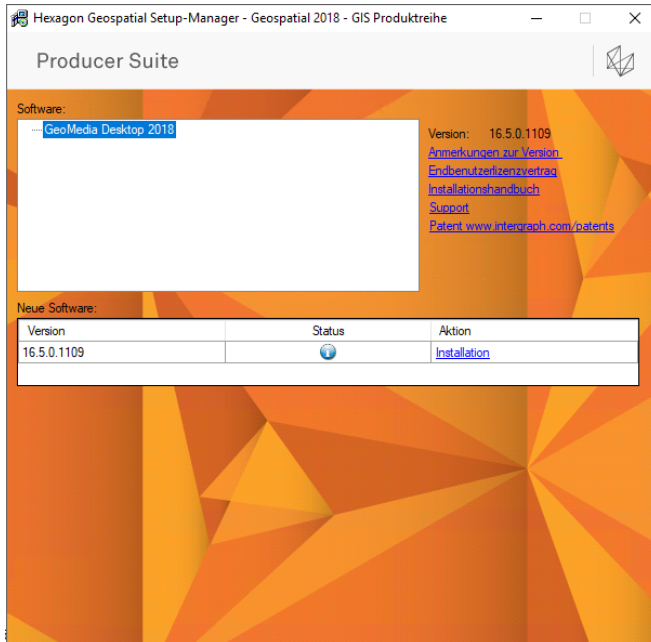 Hexagon Geospatial Setup-Manager - Geospatial 2018 - GIS Produktreihe
Producer Suite
Software:
GeoMedia Desktop 2018
Version: 16.5.0.1109
Anmerkungen zur Version
Endbenutzerlizenzvertrag
Installationshandbuch
Support
Patent www.intergraph.com/patents
Neue Software:
Version Status Aktion
16.5.0.1109 Installation